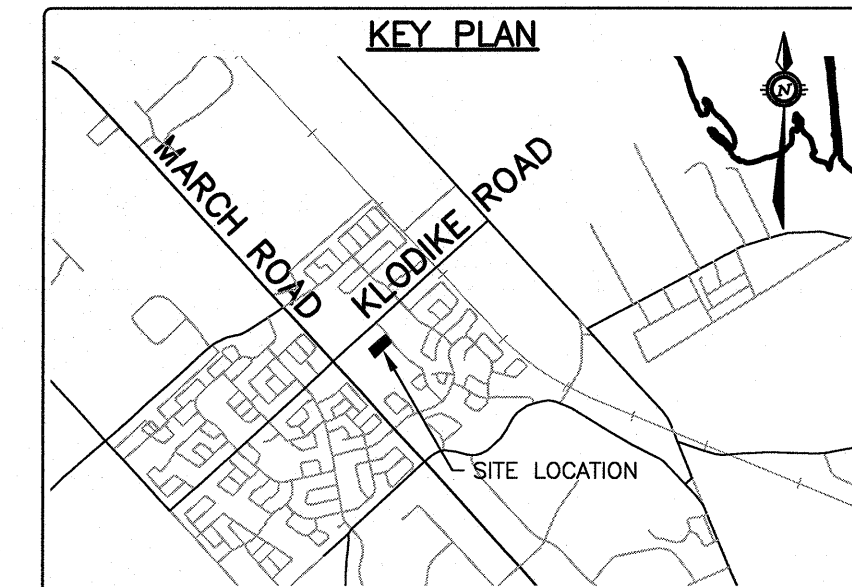 KEY PLAN
N
MARCH ROAD
KLODIKE ROAD
SITE LOCATION